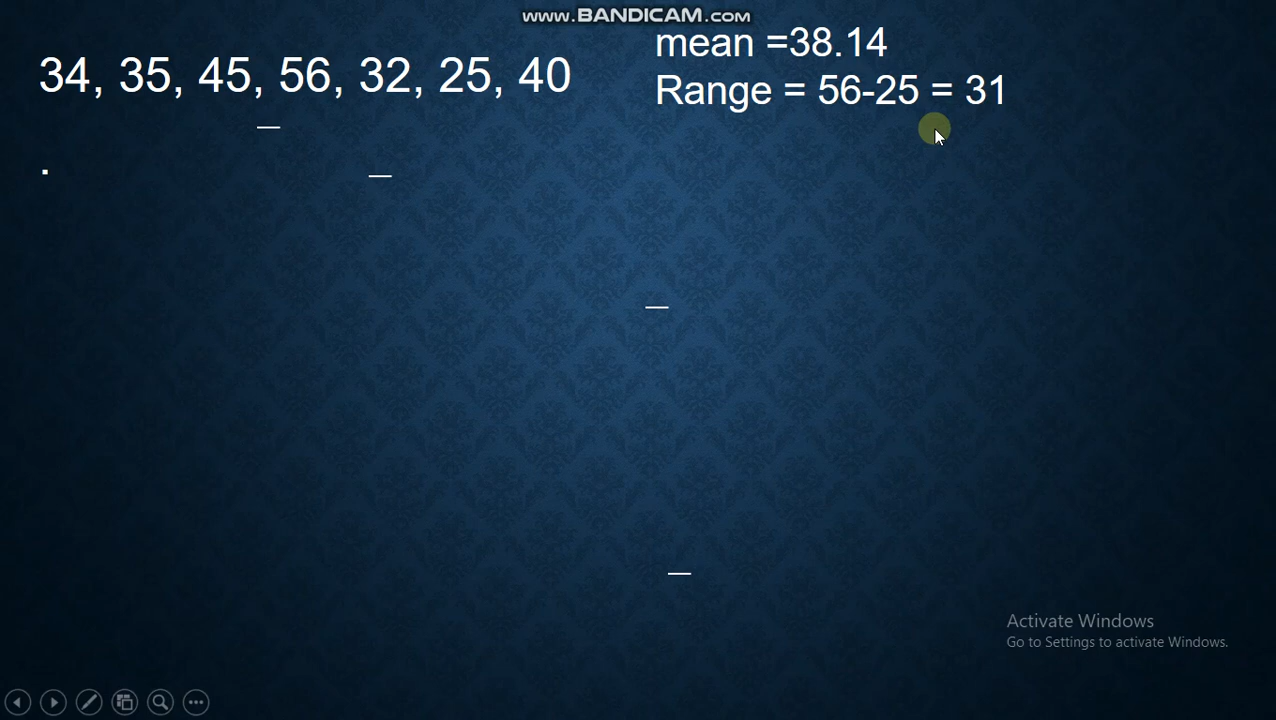 www.BANDICAM.com
34, 35, 45, 56, 32, 25, 40
mean =38.14
Range = 56-25 = 31
Activate Windows
Go to Settings to activate Windows.